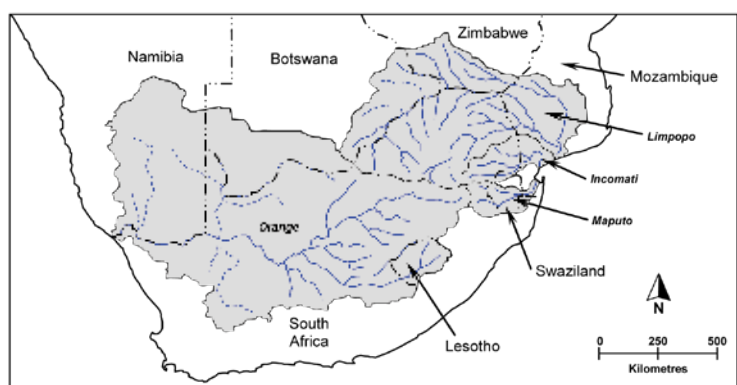 Zimbabwe
Namibia
Botswana
Mozambique
Limpopo
Incomati
Maputo
Orange
Swaziland
South
Africa
Lesotho
N
0 250 500
Kilometres